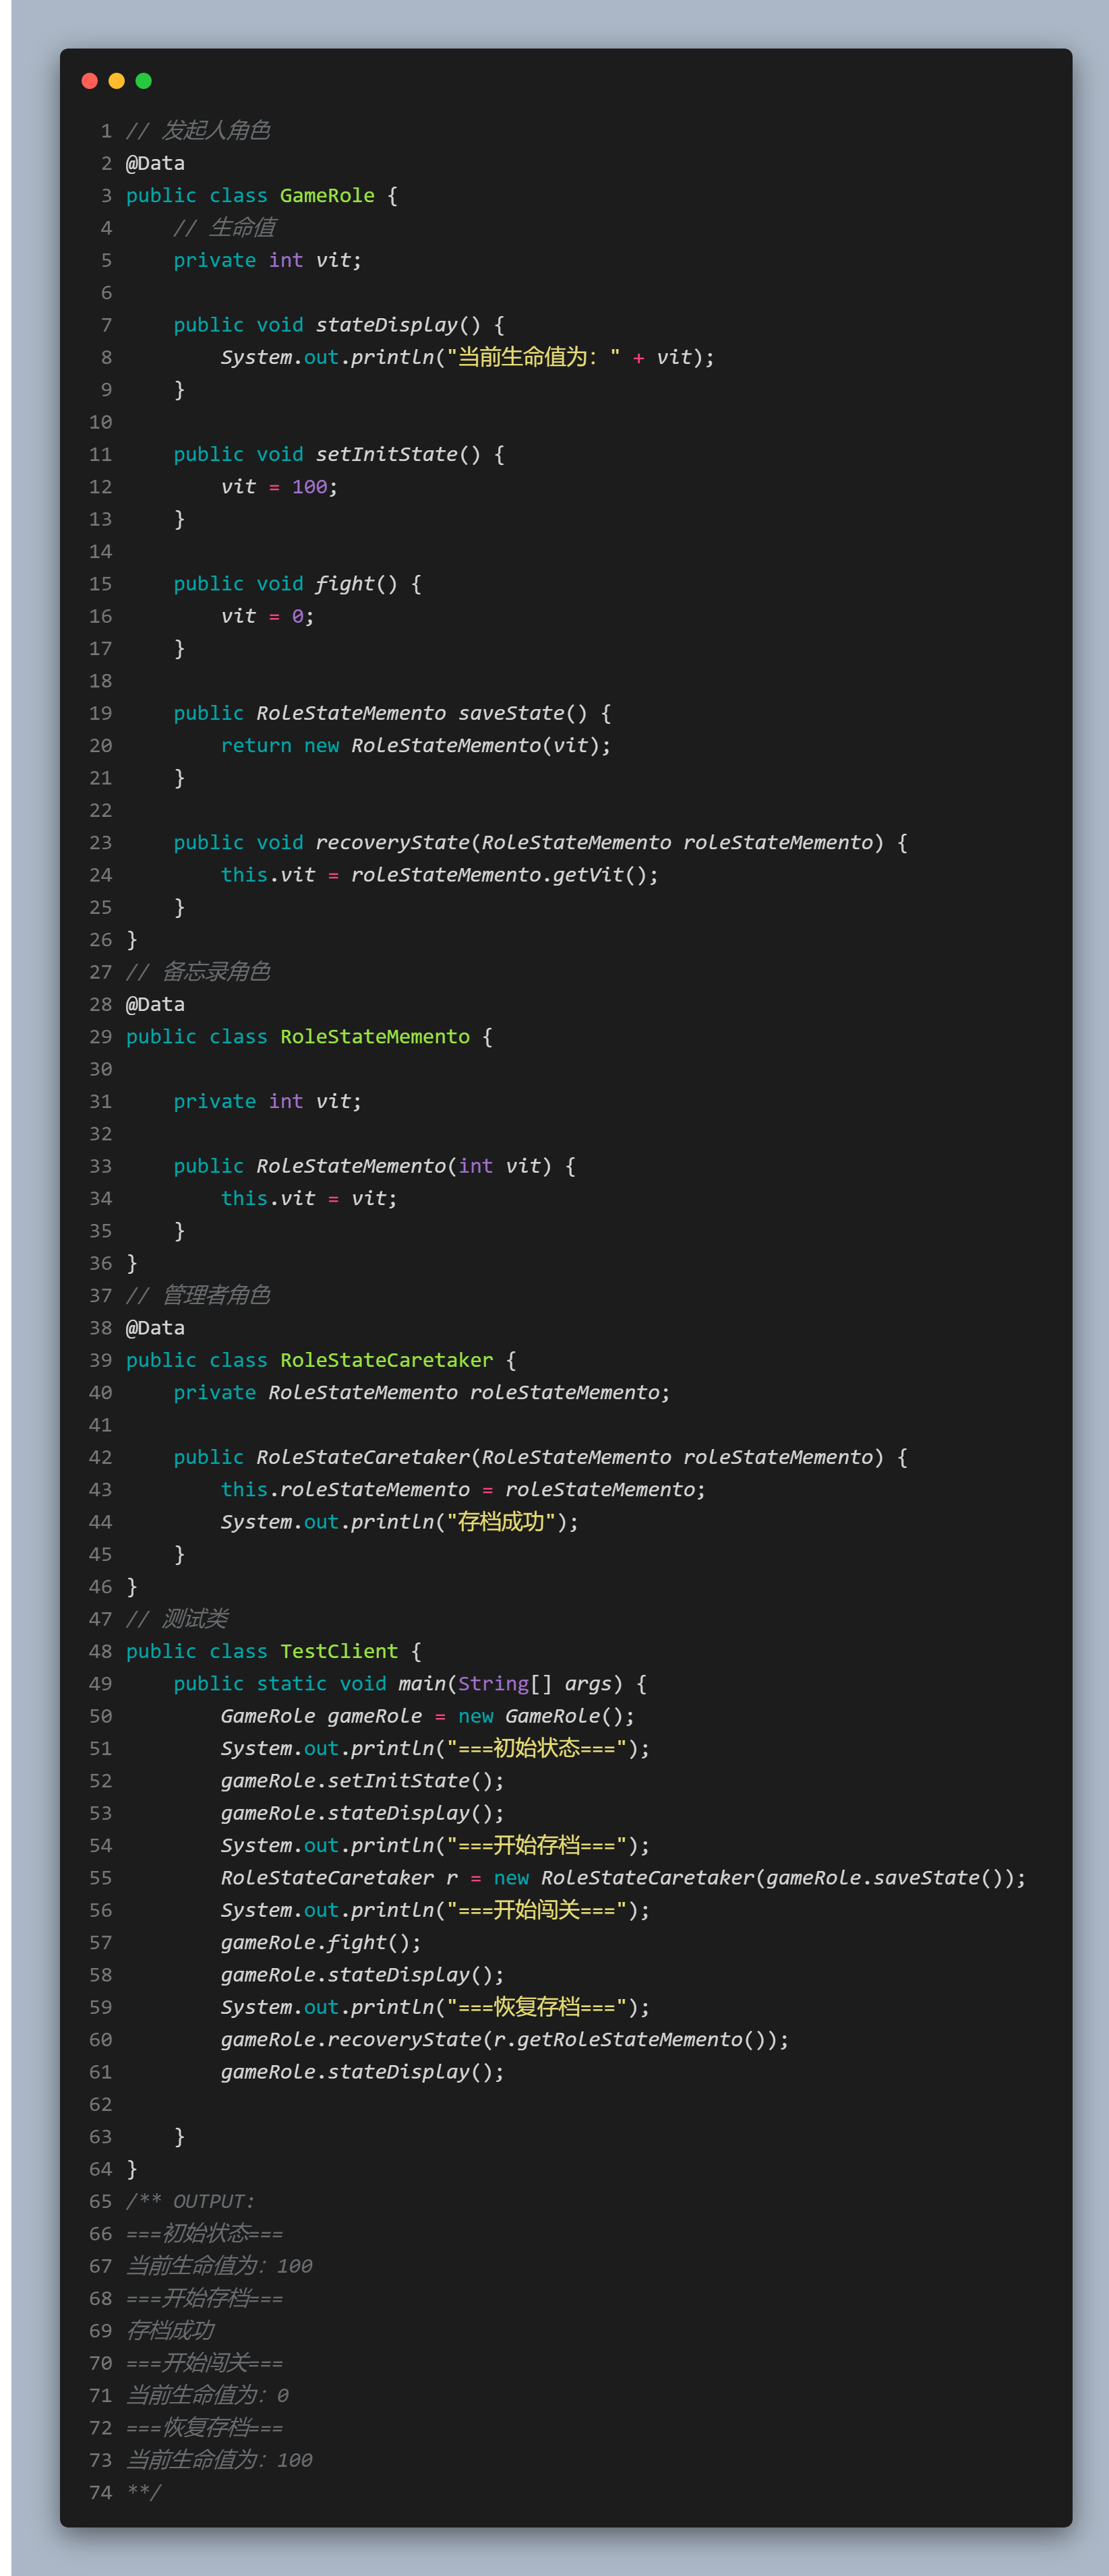 1 // 发起人角色
2 @Data
3 public class GameRole {
4     // 生命值
5     private int vit;
6
7     public void stateDisplay() {
8         System.out.println("当前生命值为：" + vit);
9     }
10
11     public void setInitState() {
12         vit = 100;
13     }
14
15     public void fight() {
16         vit = 0;
17     }
18
19     public RoleStateMemento saveState() {
20         return new RoleStateMemento(vit);
21     }
22
23     public void recoveryState(RoleStateMemento roleStateMemento) {
24         this.vit = roleStateMemento.getVit();
25     }
26 }
27 // 备忘录角色
28 @Data
29 public class RoleStateMemento {
30
31     private int vit;
32
33     public RoleStateMemento(int vit) {
34         this.vit = vit;
35     }
36 }
37 // 管理者角色
38 @Data
39 public class RoleStateCaretaker {
40     private RoleStateMemento roleStateMemento;
41
42     public RoleStateCaretaker(RoleStateMemento roleStateMemento) {
43         this.roleStateMemento = roleStateMemento;
44         System.out.println("存档成功");
45     }
46 }
47 // 测试类
48 public class TestClient {
49     public static void main(String[] args) {
50         GameRole gameRole = new GameRole();
51         System.out.println("===初始状态===");
52         gameRole.setInitState();
53         gameRole.stateDisplay();
54         System.out.println("===开始存档===");
55         RoleStateCaretaker r = new RoleStateCaretaker(gameRole.saveState());
56         System.out.println("===开始闯关===");
57         gameRole.fight();
58         gameRole.stateDisplay();
59         System.out.println("===恢复存档===");
60         gameRole.recoveryState(r.getRoleStateMemento());
61         gameRole.stateDisplay();
62
63     }
64 }
65 /** OUTPUT:
66 ===初始状态===
67 当前生命值为：100
68 ===开始存档===
69 存档成功
70 ===开始闯关===
71 当前生命值为：0
72 ===恢复存档===
73 当前生命值为：100
74 **/